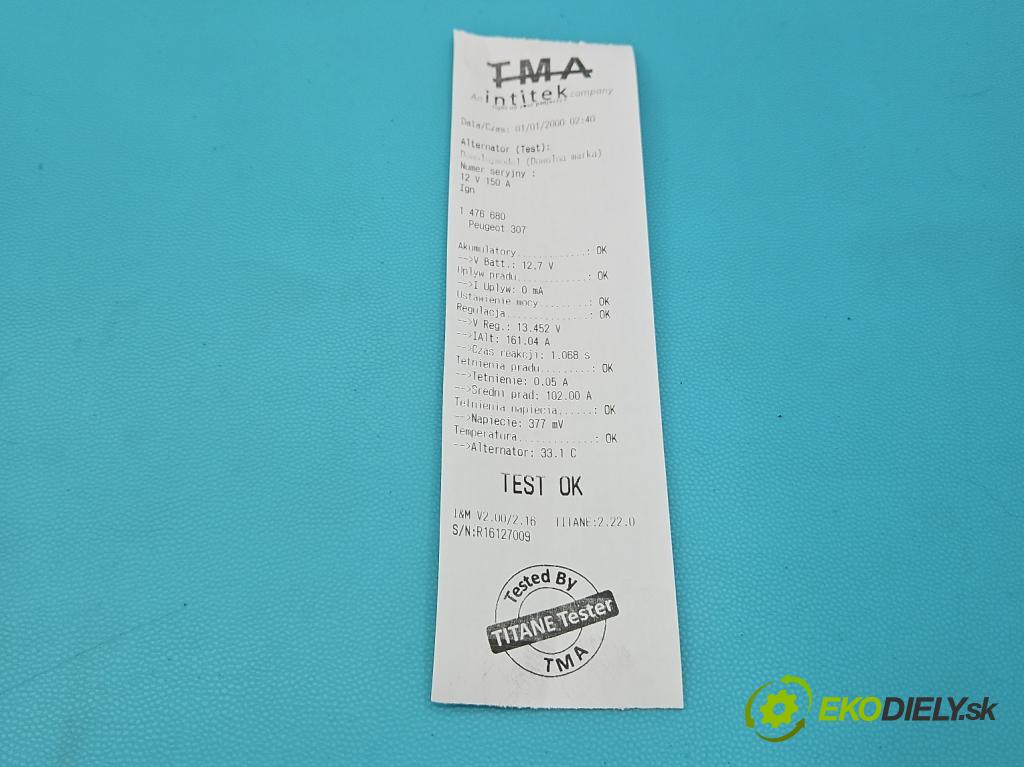 TMA
An intitek company
Data/Czas: 01/01/2000 02:40
Alternator (Test):
(Dowolna marka)
Numer seryjny :
12 V 150 A
Ign
1 476 680
Peugeot 307
Akumulatory............: OK
-->V Batt.: 12.7 V
Uplyw pradu............: OK
-->I Uplyw: 0 mA
Ustawienie mocy.........: OK
Regulacja..............: OK
-->V Reg.: 13.452 V
-->IAlt: 161.04 A
-->Czas reakcji: 1.068 s
Tetnienia pradu.........: OK
-->Tetnienie: 0.05 A
-->Sredni prad: 102.00 A
Tetnienia napiecia......: OK
-->Napiecie: 377 mV
Temperatura.............: OK
-->Alternator: 33.1 C
TEST OK
I&M V2.00/2.16 TITANE:2.22.0
S/N:R16127009
Tested By
TITANE Tester
TMA
EKODIELY.sk